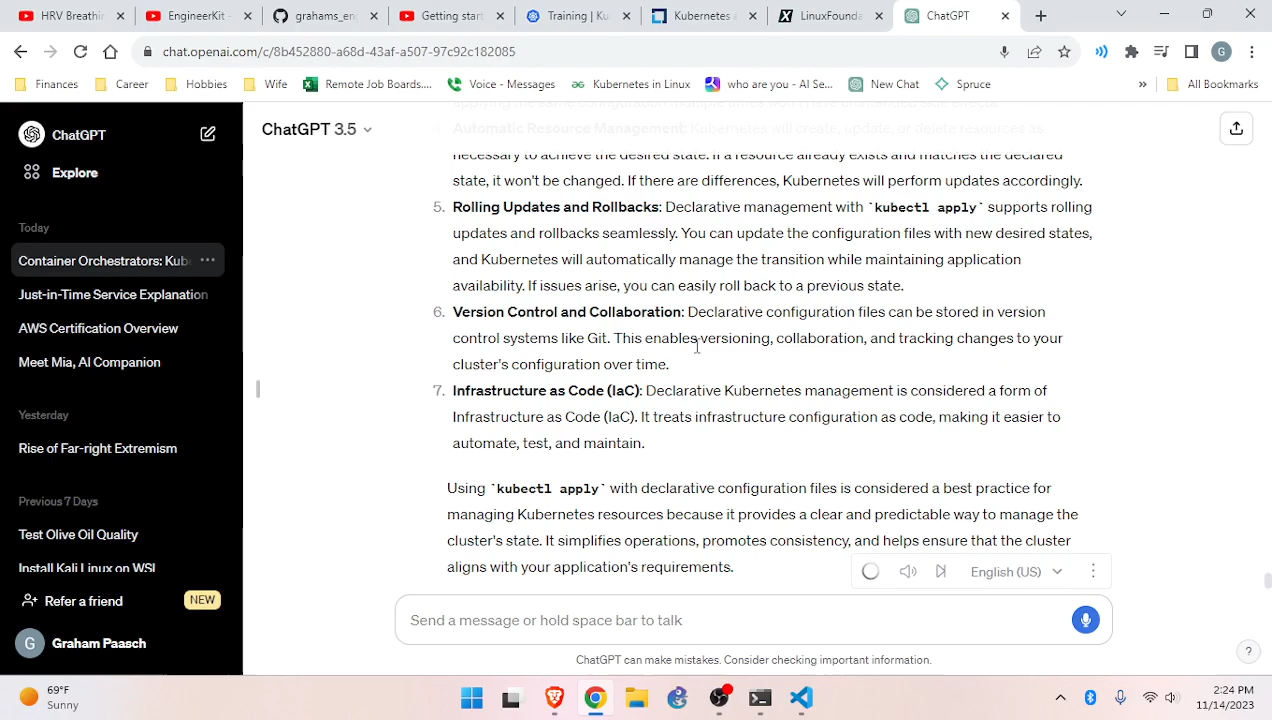 HRV Breathir
EngineerKit -
grahams_eng
Getting start
Training | Ku
Kubernetes a
LinuxFounda
ChatGPT
chat.openai.com/c/8b452880-a68d-43af-a507-97c92c182085
G
Finances
Career
Hobbies
Wife
Remote Job Boards....
Voice - Messages
Kubernetes in Linux
who are you - AI Se...
New Chat
Spruce
»
All Bookmarks
ChatGPT
ChatGPT 3.5
Explore
Today
Container Orchestrators: Kube
Just-in-Time Service Explanation
AWS Certification Overview
Meet Mia, AI Companion
Yesterday
Rise of Far-right Extremism
Previous 7 Days
Test Olive Oil Quality
Install Kali Linux on WSL
Refer a friend
NEW
G
Graham Paasch
Automatic Resource Management: Kubernetes will create, update, or delete resources as
necessary to achieve the desired state. If a resource already exists and matches the declared
state, it won't be changed. If there are differences, Kubernetes will perform updates accordingly.
5. Rolling Updates and Rollbacks: Declarative management with `kubectl apply` supports rolling
updates and rollbacks seamlessly. You can update the configuration files with new desired states,
and Kubernetes will automatically manage the transition while maintaining application
availability. If issues arise, you can easily roll back to a previous state.
6. Version Control and Collaboration: Declarative configuration files can be stored in version
control systems like Git. This enables versioning, collaboration, and tracking changes to your
cluster's configuration over time.
7. Infrastructure as Code (IaC): Declarative Kubernetes management is considered a form of
Infrastructure as Code (IaC). It treats infrastructure configuration as code, making it easier to
automate, test, and maintain.
Using `kubectl apply` with declarative configuration files is considered a best practice for
managing Kubernetes resources because it provides a clear and predictable way to manage the
cluster's state. It simplifies operations, promotes consistency, and helps ensure that the cluster
aligns with your application's requirements.
English (US)
Send a message or hold space bar to talk
ChatGPT can make mistakes. Consider checking important information.
?
69°F
Sunny
2:24 PM
11/14/2023